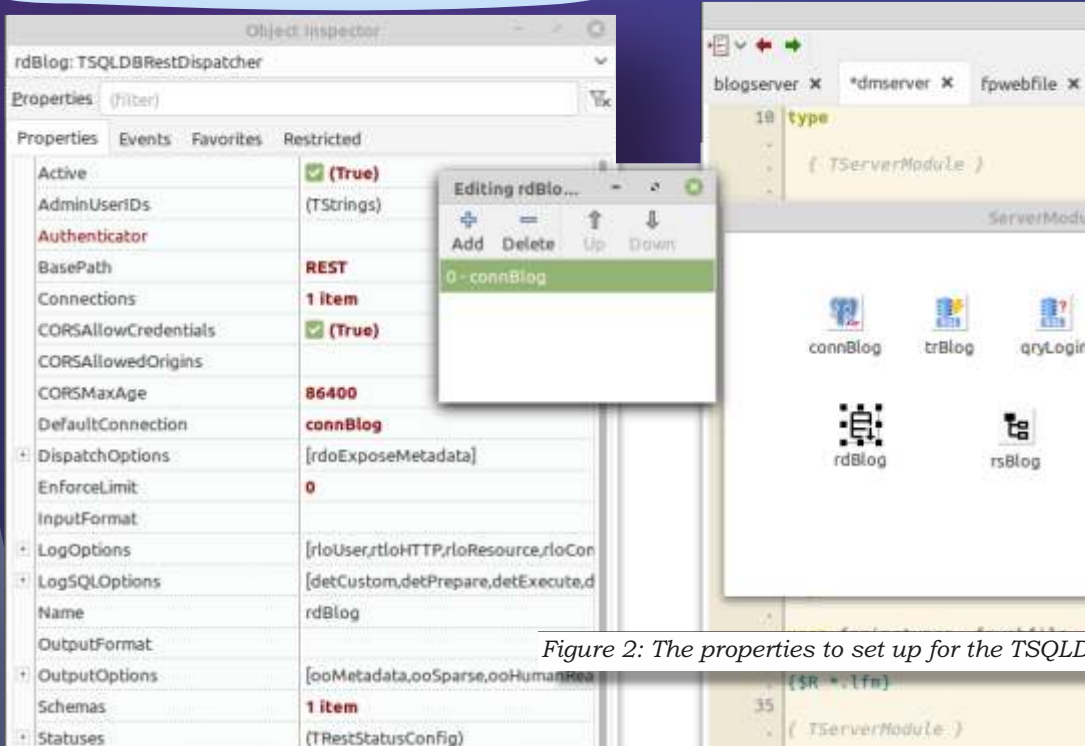 Object Inspector
rdBlog: TSQLDBRestDispatcher
Properties (filter)
Properties Events Favorites Restricted
Active (True)
AdminUserIDs (TStrings)
Authenticator
BasePath REST
Connections 1 item
CORSAllowCredentials (True)
CORSAllowedOrigins
CORSMaxAge 86400
DefaultConnection connBlog
DispatchOptions [rdoExposeMetadata]
EnforceLimit 0
InputFormat
LogOptions [rloUser,rtloHTTP,rloResource,rloCon
LogSQLOptions [detCustom,detPrepare,detExecute,d
Name rdBlog
OutputFormat
OutputOptions [ooMetadata,ooSparse,ooHumanRea
Schemas 1 item
Statuses (TRestStatusConfig)
Editing rdBlo...
Add Delete Up Down
0 - connBlog
blogserver *dmserver fpwebfile
10 type
{ TServerModule }
ServerModu
connBlog trBlog qryLogin
rdBlog rsBlog
Figure 2: The properties to set up for the TSQLD
{$R *.lfm}
35
{ TServerModule }